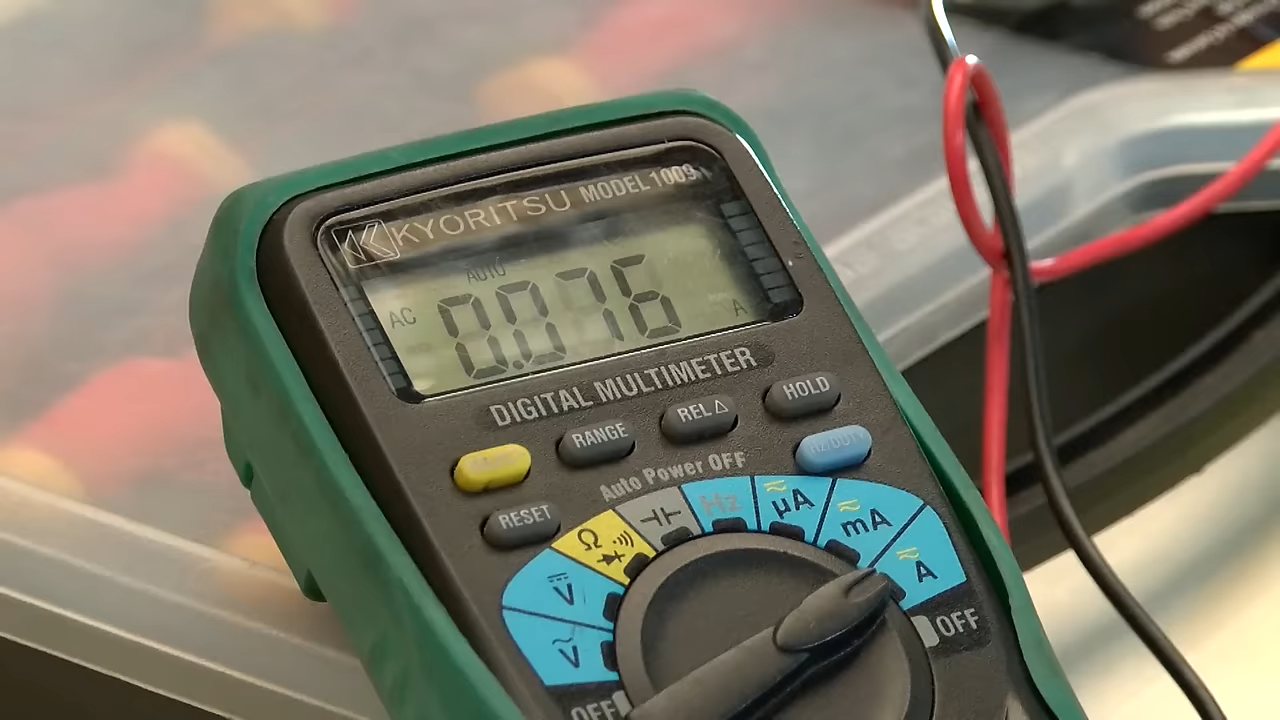 KYORITSU MODEL 1009
AUTO
AC 0.076 A
DIGITAL MULTIMETER
RANGE REL△ HOLD
HZ/DUTY
Auto Power OFF
RESET
Ω Hz μA mA A
V
V
OFF OFF